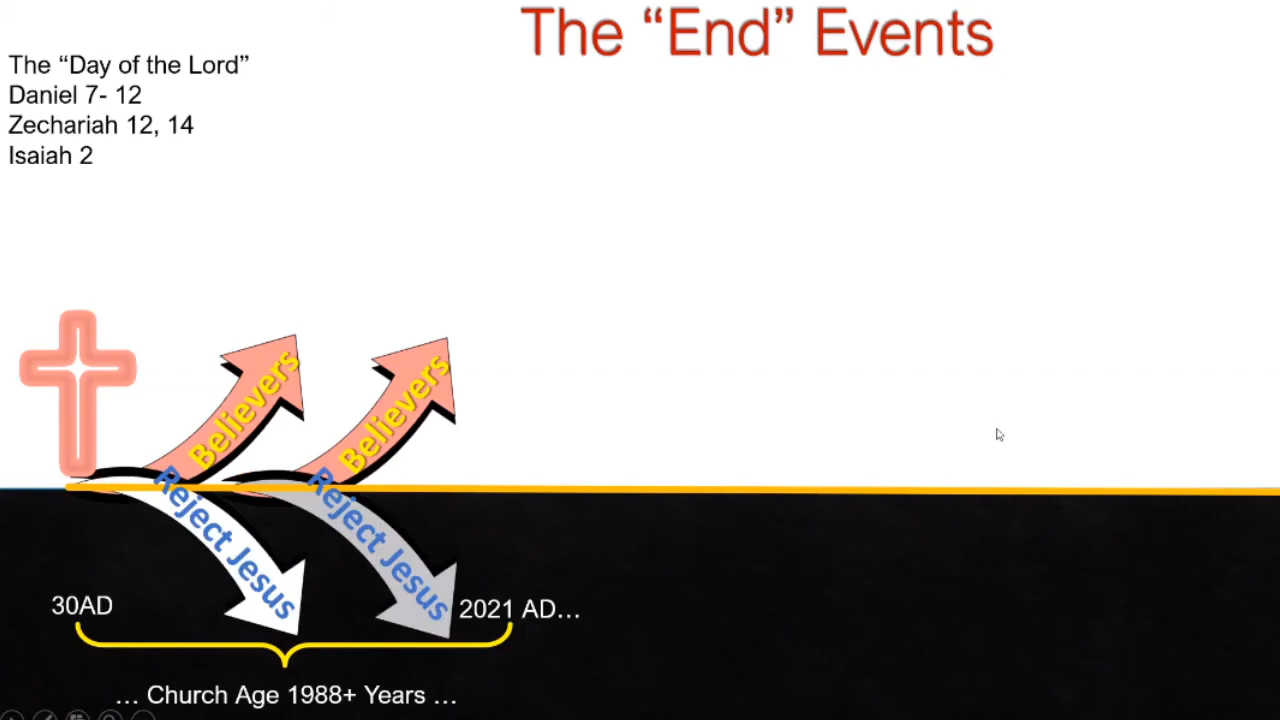 The “End” Events
The “Day of the Lord”
Daniel 7- 12
Zechariah 12, 14
Isaiah 2
Believers
Believers
Reject Jesus
Reject Jesus
30AD
2021 AD...
... Church Age 1988+ Years ...